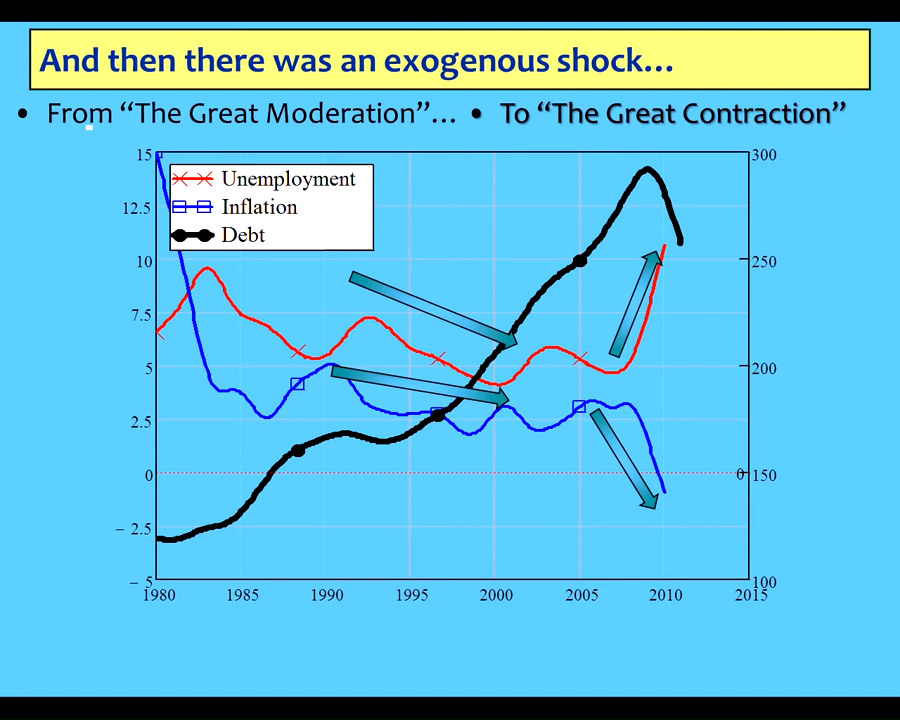 And then there was an exogenous shock…
• From “The Great Moderation”… • To “The Great Contraction”
Unemployment
Inflation
Debt
15
12.5
10
7.5
5
2.5
0
– 2.5
– 5
300
250
200
0 150
100
1980 1985 1990 1995 2000 2005 2010 2015